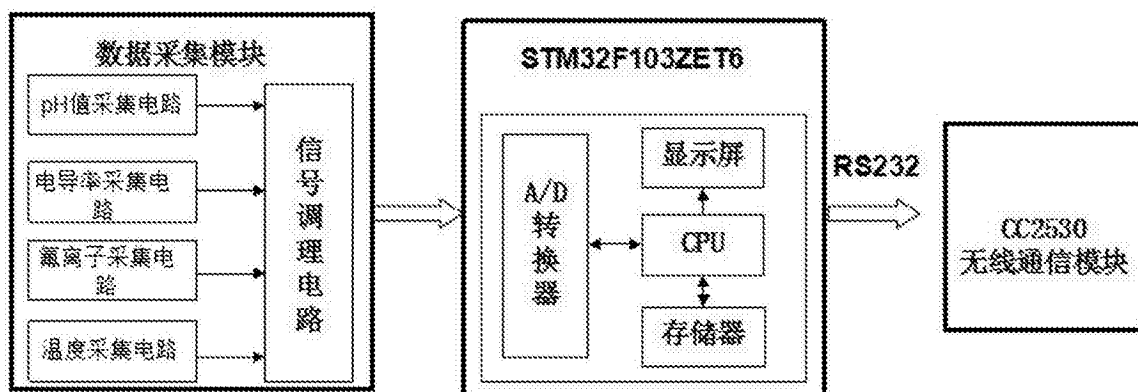 数据采集模块
pH值采集电路
电导率采集电
路
氟离子采集电
路
温度采集电路
信号调理电路
STM32F103ZET6
A/D
转换器
显示屏
CPU
存储器
RS232
CC2530
无线通信模块